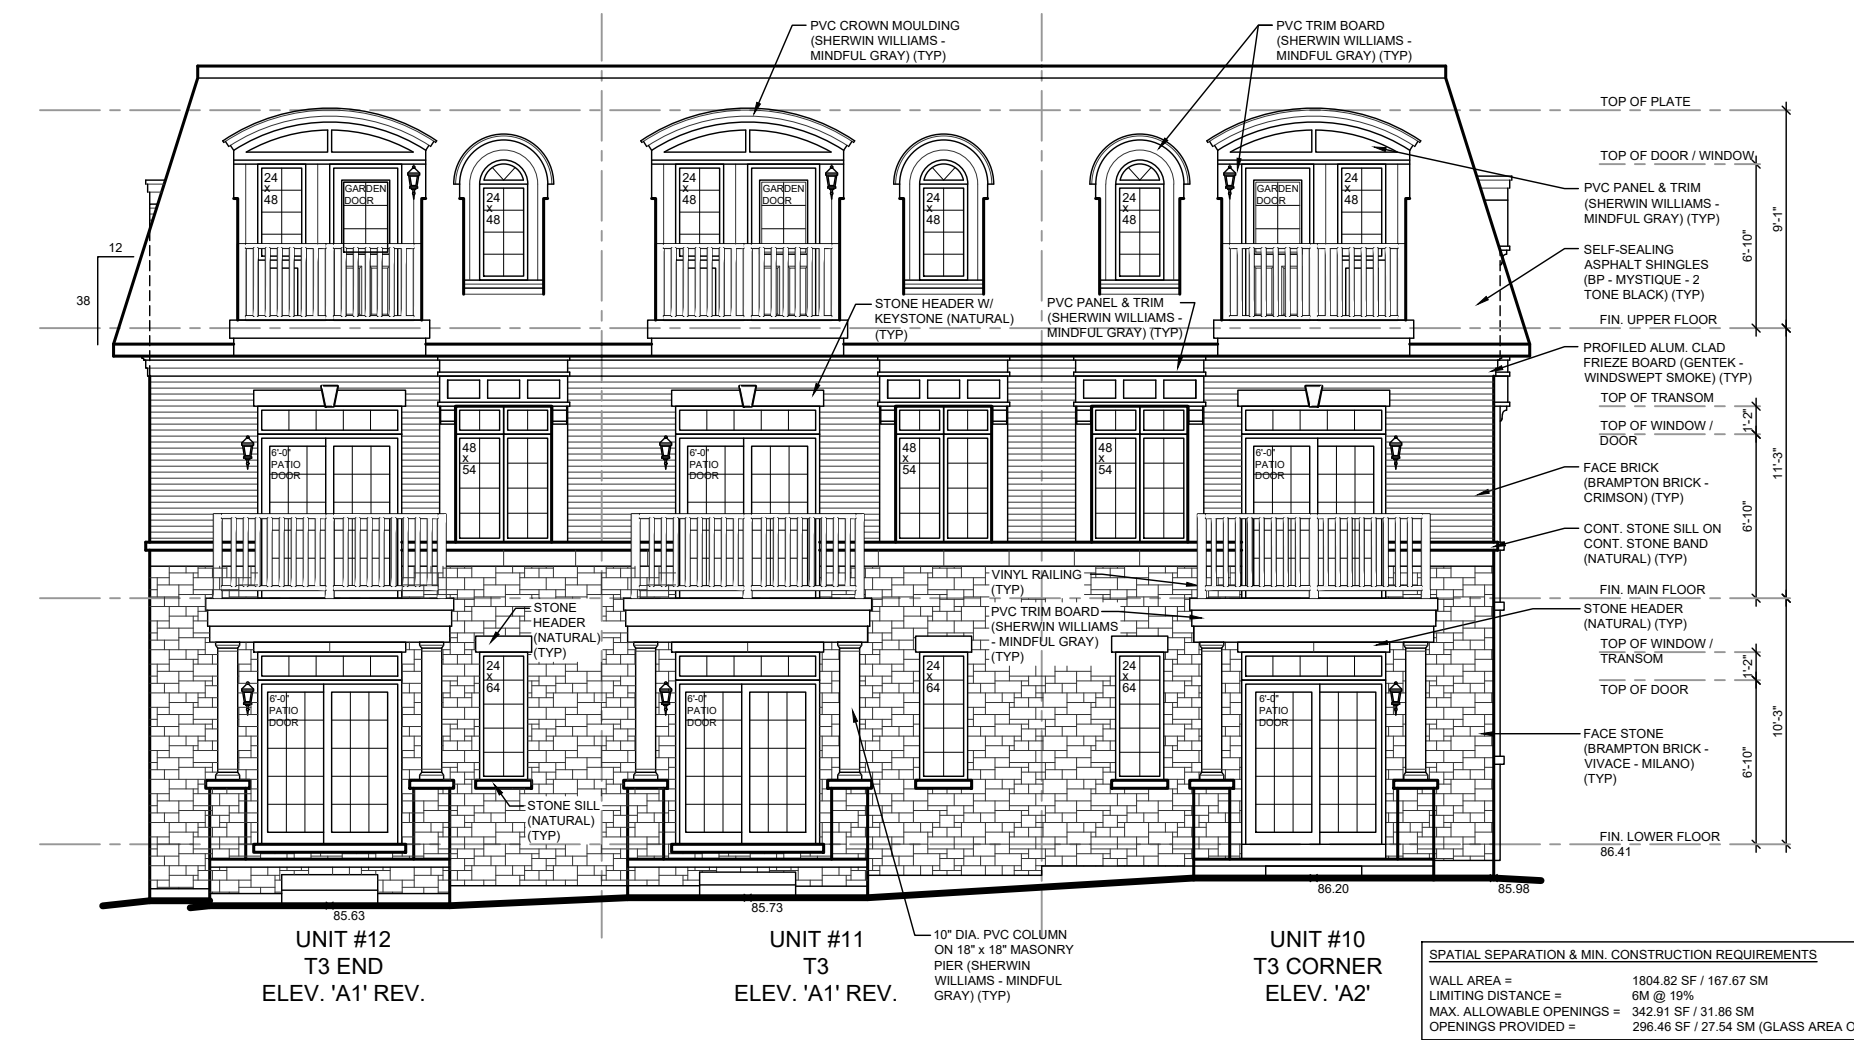 PVC CROWN MOULDING
(SHERWIN WILLIAMS -
MINDFUL GRAY) (TYP)
PVC TRIM BOARD
(SHERWIN WILLIAMS -
MINDFUL GRAY) (TYP)
TOP OF PLATE
TOP OF DOOR / WINDOW
PVC PANEL & TRIM
(SHERWIN WILLIAMS -
MINDFUL GRAY) (TYP)
9'-1"
6'-10"
SELF-SEALING
ASPHALT SHINGLES
(BP - MYSTIQUE - 2
TONE BLACK) (TYP)
FIN. UPPER FLOOR
24
x
48
GARDEN
DOOR
24
x
48
24
x
48
GARDEN
DOOR
24
x
48
24
x
48
GARDEN
DOOR
24
x
48
12
38
STONE HEADER W/
KEYSTONE (NATURAL)
(TYP)
PVC PANEL & TRIM
(SHERWIN WILLIAMS -
MINDFUL GRAY) (TYP)
PROFILED ALUM. CLAD
FRIEZE BOARD (GENTEK -
WINDSWEPT SMOKE) (TYP)
TOP OF TRANSOM
1'-2"
TOP OF WINDOW /
DOOR
11'-3"
FACE BRICK
(BRAMPTON BRICK -
CRIMSON) (TYP)
6'-10"
CONT. STONE SILL ON
CONT. STONE BAND
(NATURAL) (TYP)
FIN. MAIN FLOOR
6'-0"
PATIO
DOOR
48
x
54
6'-0"
PATIO
DOOR
48
x
54
48
x
54
6'-0"
PATIO
DOOR
VINYL RAILING
(TYP)
PVC TRIM BOARD
(SHERWIN WILLIAMS
- MINDFUL GRAY)
(TYP)
STONE
HEADER
(NATURAL)
(TYP)
STONE HEADER
(NATURAL) (TYP)
TOP OF WINDOW /
TRANSOM
1'-2"
TOP OF DOOR
10'-3"
FACE STONE
(BRAMPTON BRICK -
VIVACE - MILANO)
(TYP)
6'-10"
FIN. LOWER FLOOR
86.41
6'-0"
PATIO
DOOR
24
x
64
6'-0"
PATIO
DOOR
24
x
64
24
x
64
6'-0"
PATIO
DOOR
STONE SILL
(NATURAL)
(TYP)
85.63
85.73
86.20
85.98
UNIT #12
T3 END
ELEV. 'A1' REV.
UNIT #11
T3
ELEV. 'A1' REV.
10" DIA. PVC COLUMN
ON 18" x 18" MASONRY
PIER (SHERWIN
WILLIAMS - MINDFUL
GRAY) (TYP)
UNIT #10
T3 CORNER
ELEV. 'A2'
SPATIAL SEPARATION & MIN. CONSTRUCTION REQUIREMENTS
WALL AREA = 1804.82 SF / 167.67 SM
LIMITING DISTANCE = 6M @ 19%
MAX. ALLOWABLE OPENINGS = 342.91 SF / 31.86 SM
OPENINGS PROVIDED = 296.46 SF / 27.54 SM (GLASS AREA O